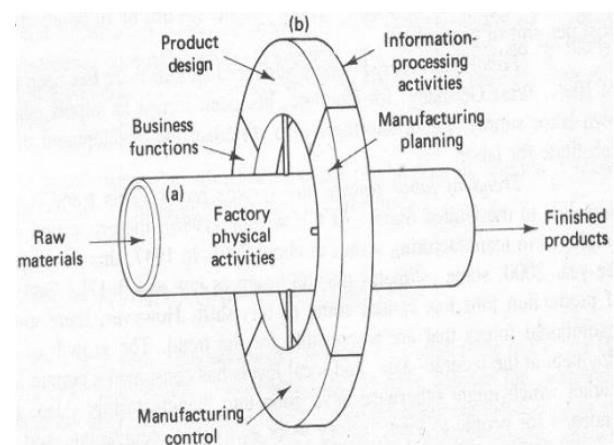 (b)
Product
design
Information-
processing
activities
Business
functions
Manufacturing
planning
(a)
Raw
materials
Factory
physical
activities
Finished
products
Manufacturing
control